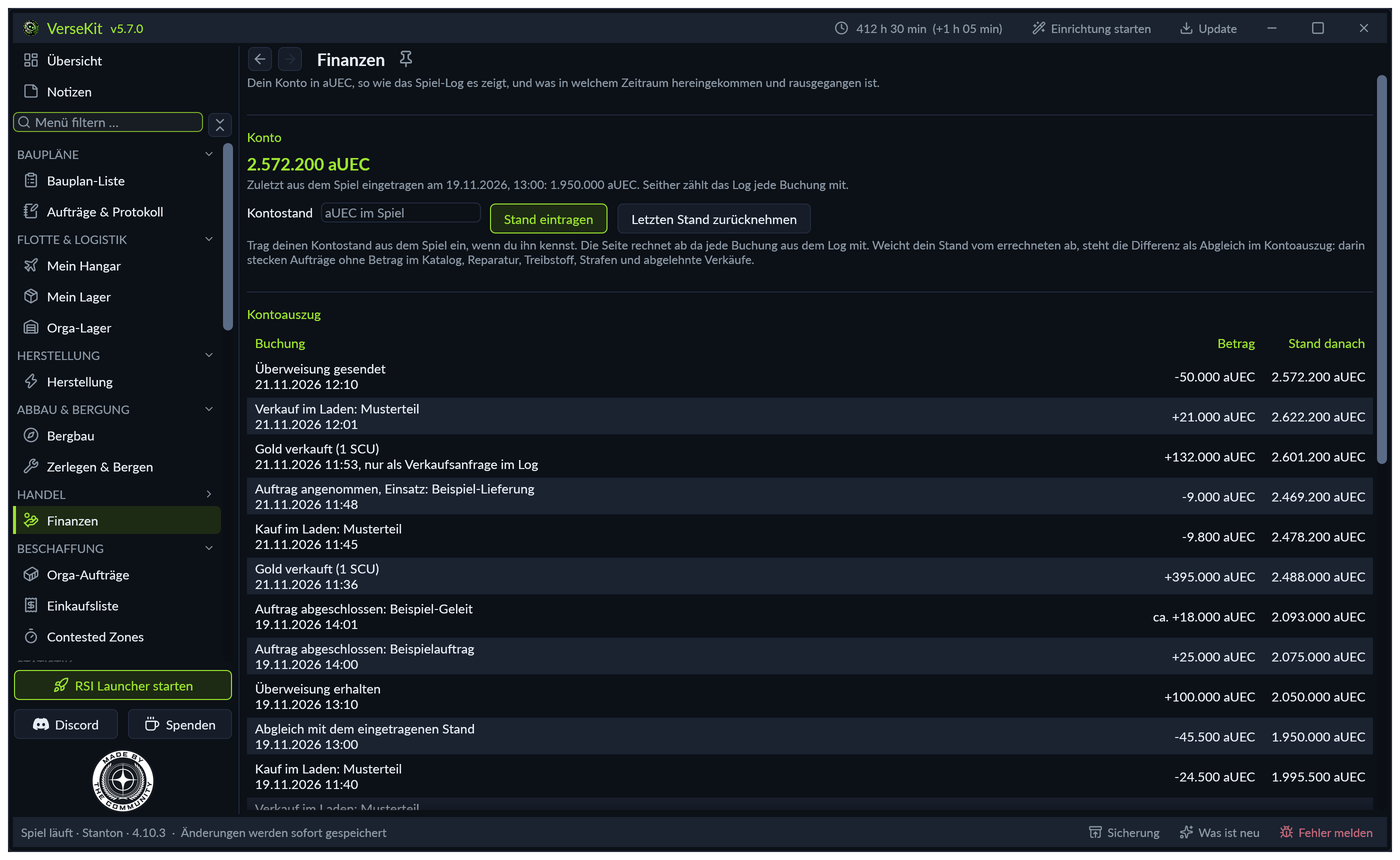 VerseKit v5.7.0
412 h 30 min (+1 h 05 min)
Einrichtung starten
Update
Übersicht
Notizen
Menü filtern ...
BAUPLÄNE
Bauplan-Liste
Aufträge & Protokoll
FLOTTE & LOGISTIK
Mein Hangar
Mein Lager
Orga-Lager
HERSTELLUNG
Herstellung
ABBAU & BERGUNG
Bergbau
Zerlegen & Bergen
HANDEL
Finanzen
BESCHAFFUNG
Orga-Aufträge
Einkaufsliste
Contested Zones
RSI Launcher starten
Discord
Spenden
MADE BY
THE COMMUNITY
Finanzen
Dein Konto in aUEC, so wie das Spiel-Log es zeigt, und was in welchem Zeitraum hereingekommen und rausgegangen ist.
Konto
2.572.200 aUEC
Zuletzt aus dem Spiel eingetragen am 19.11.2026, 13:00: 1.950.000 aUEC. Seither zählt das Log jede Buchung mit.
Kontostand aUEC im Spiel Stand eintragen Letzten Stand zurücknehmen
Trag deinen Kontostand aus dem Spiel ein, wenn du ihn kennst. Die Seite rechnet ab da jede Buchung aus dem Log mit. Weicht dein Stand vom errechneten ab, steht die Differenz als Abgleich im Kontoauszug: darin
stecken Aufträge ohne Betrag im Katalog, Reparatur, Treibstoff, Strafen und abgelehnte Verkäufe.
Kontoauszug
Buchung Betrag Stand danach
Überweisung gesendet
21.11.2026 12:10
-50.000 aUEC 2.572.200 aUEC
Verkauf im Laden: Musterteil
21.11.2026 12:01
+21.000 aUEC 2.622.200 aUEC
Gold verkauft (1 SCU)
21.11.2026 11:53, nur als Verkaufsanfrage im Log
+132.000 aUEC 2.601.200 aUEC
Auftrag angenommen, Einsatz: Beispiel-Lieferung
21.11.2026 11:48
-9.000 aUEC 2.469.200 aUEC
Kauf im Laden: Musterteil
21.11.2026 11:45
-9.800 aUEC 2.478.200 aUEC
Gold verkauft (1 SCU)
21.11.2026 11:36
+395.000 aUEC 2.488.000 aUEC
Auftrag abgeschlossen: Beispiel-Geleit
19.11.2026 14:01
ca. +18.000 aUEC 2.093.000 aUEC
Auftrag abgeschlossen: Beispielauftrag
19.11.2026 14:00
+25.000 aUEC 2.075.000 aUEC
Überweisung erhalten
19.11.2026 13:10
+100.000 aUEC 2.050.000 aUEC
Abgleich mit dem eingetragenen Stand
19.11.2026 13:00
-45.500 aUEC 1.950.000 aUEC
Kauf im Laden: Musterteil
19.11.2026 11:40
-24.500 aUEC 1.995.500 aUEC
Verkauf im Laden: Musterteil
Spiel läuft · Stanton · 4.10.3 · Änderungen werden sofort gespeichert
Sicherung
Was ist neu
Fehler melden